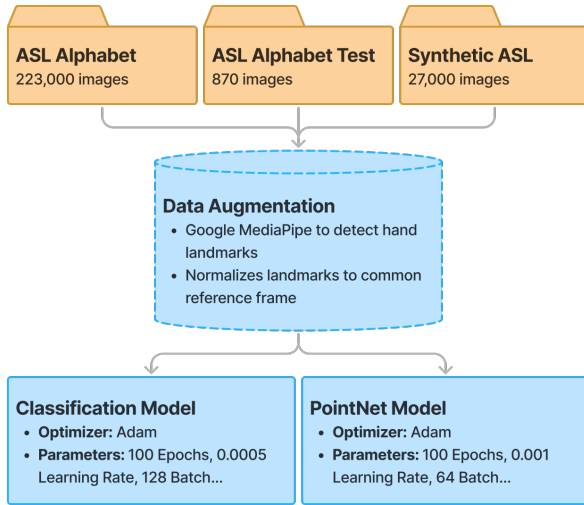 ASL Alphabet
223,000 images
ASL Alphabet Test
870 images
Synthetic ASL
27,000 images
Data Augmentation
• Google MediaPipe to detect hand
landmarks
• Normalizes landmarks to common
reference frame
Classification Model
• Optimizer: Adam
• Parameters: 100 Epochs, 0.0005
Learning Rate, 128 Batch...
PointNet Model
• Optimizer: Adam
• Parameters: 100 Epochs, 0.001
Learning Rate, 64 Batch...